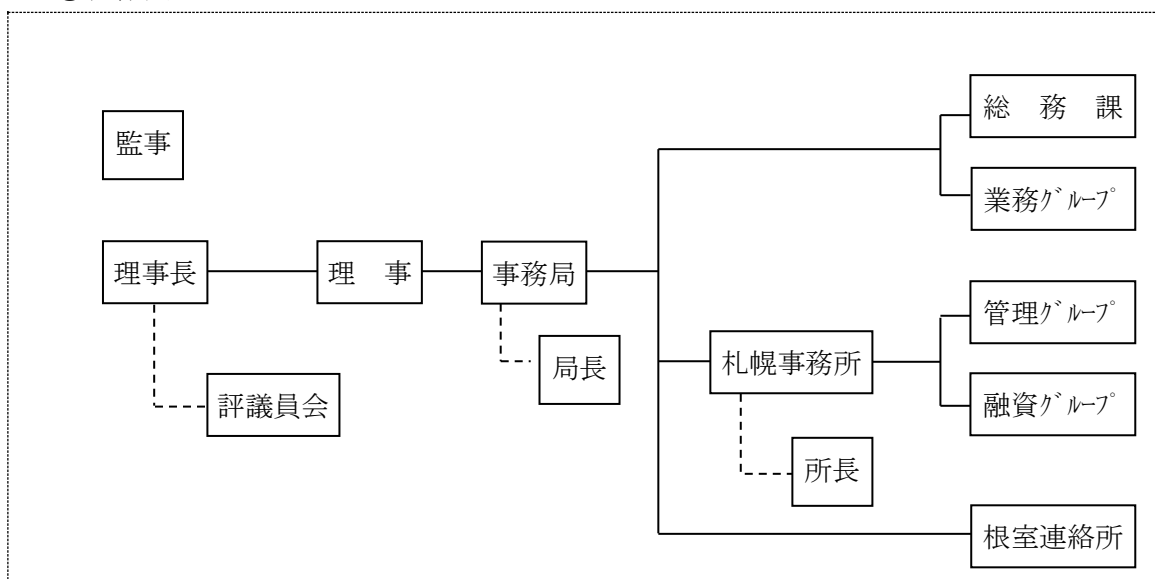 総　務　課
監事
業務ｸﾞﾙｰﾌﾟ
理事長
理　事
事務局
管理ｸﾞﾙｰﾌﾟ
局長
札幌事務所
評議員会
融資ｸﾞﾙｰﾌﾟ
所長
根室連絡所